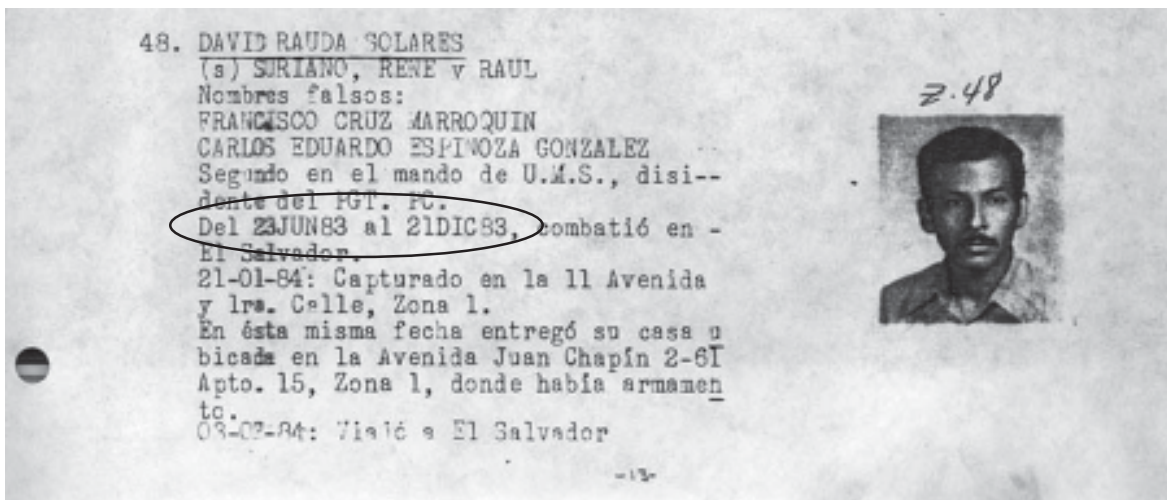 48. DAVID RAUDA SOLARES
(s) SURIANO, RENE y RAUL
Nombres falsos:
FRANCISCO CRUZ MARROQUIN
CARLOS EDUARDO ESPINOZA GONZALEZ
Segundo en el mando de U.M.S., disi--
dente del PGT. PC.
Del 23JUN83 al 21DIC83, combatió en -
El Salvador.
21-01-84: Capturado en la 11 Avenida
y 1ra. Calle, Zona 1.
En ésta misma fecha entregó su casa u
bicada en la Avenida Juan Chapín 2-61
Apto. 15, Zona 1, donde había armamen
to.
Viajó a El Salvador
-13-
Z.48